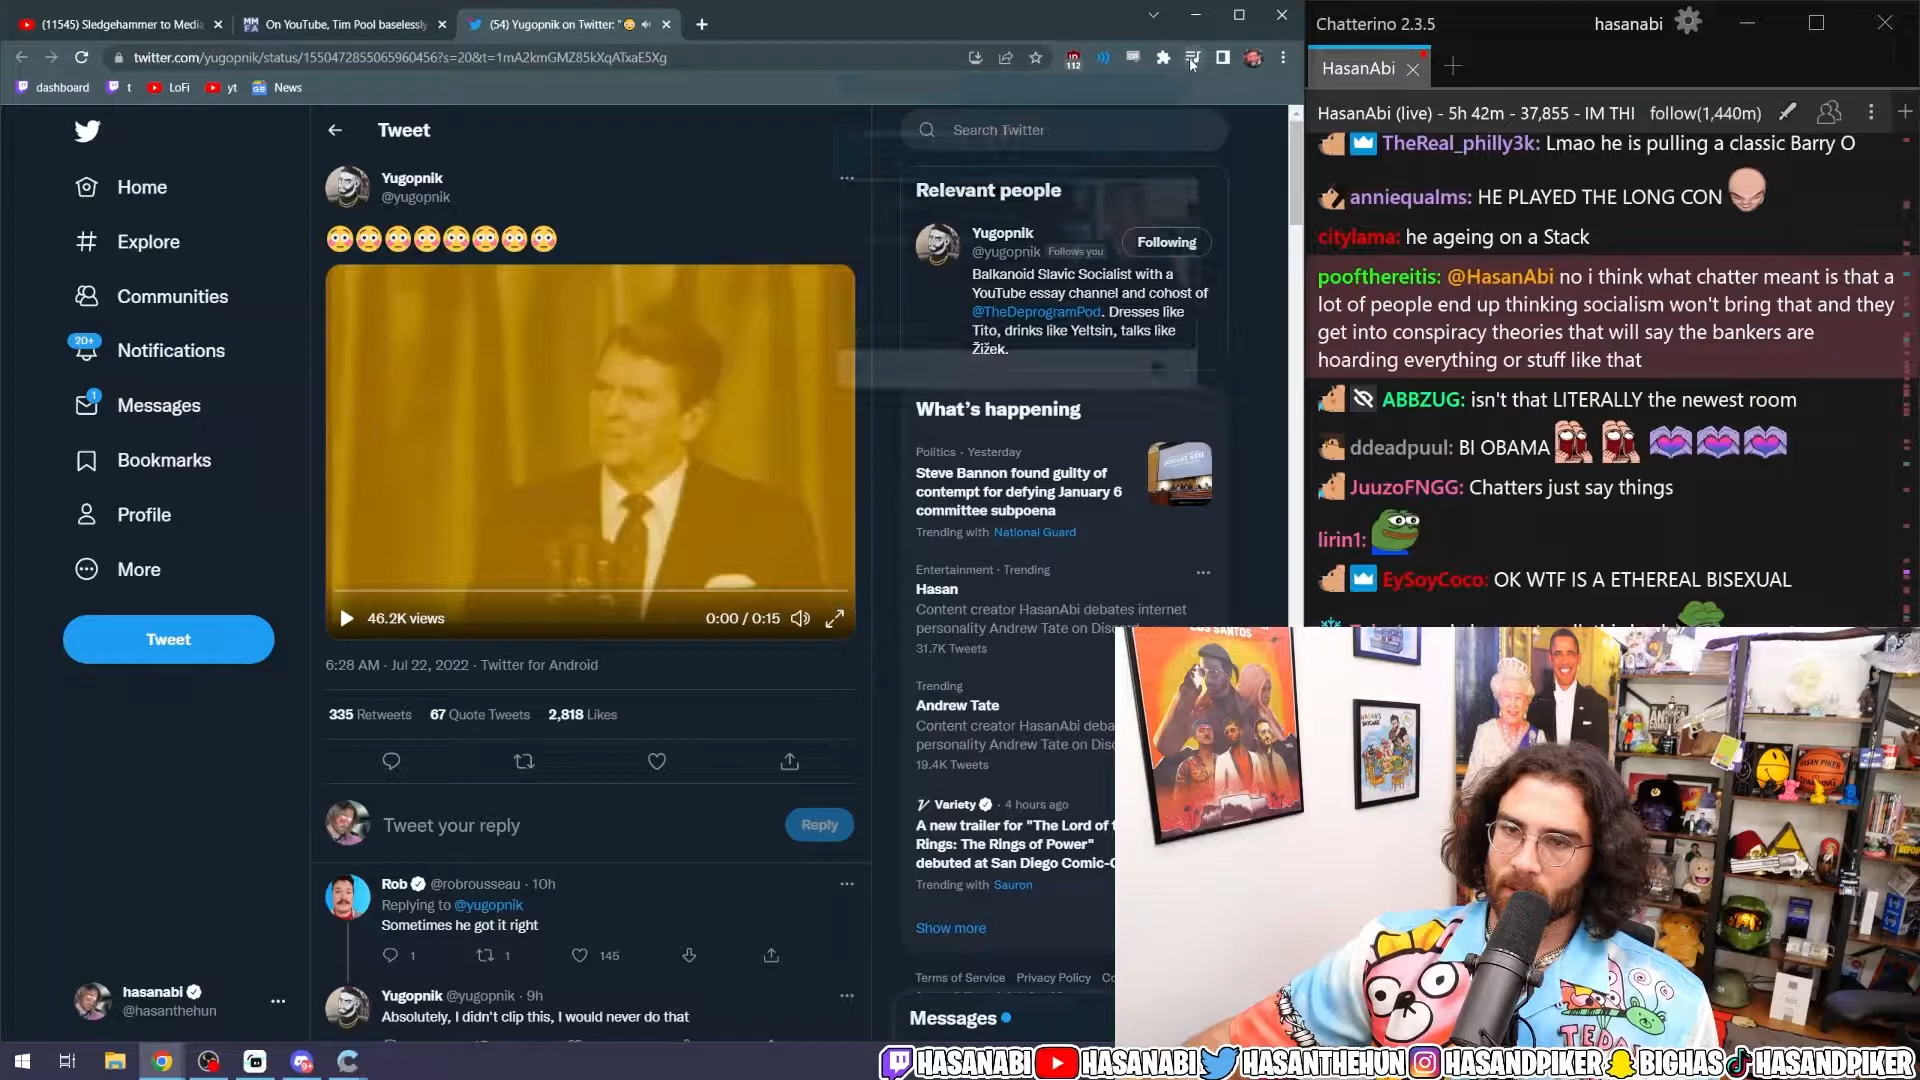 (11545) Sledgehammer to Media
On YouTube, Tim Pool baselessly
(54) Yugopnik on Twitter: "😳
twitter.com/yugopnik/status/1550472855065960456?s=20&t=1mA2kmGMZ85kXqATxaE5Xg
112
dashboard
t
LoFi
yt
News
Tweet
Search Twitter
Home
Explore
Communities
20+
Notifications
1
Messages
Bookmarks
Profile
More
Tweet
hasanabi
@hasanthehun
Yugopnik
@yugopnik
😳😳😳😳😳😳😳😳
46.2K views
0:00 / 0:15
6:28 AM · Jul 22, 2022 · Twitter for Android
335 Retweets 67 Quote Tweets 2,818 Likes
Tweet your reply
Reply
Rob @robrousseau · 10h
Replying to @yugopnik
Sometimes he got it right
1
1
145
Yugopnik @yugopnik · 9h
Absolutely, I didn't clip this, I would never do that
Relevant people
Yugopnik
@yugopnik Follows you
Following
Balkanoid Slavic Socialist with a
YouTube essay channel and cohost of
@TheDeprogramPod. Dresses like
Tito, drinks like Yeltsin, talks like
Žižek.
What's happening
Politics · Yesterday
Steve Bannon found guilty of
contempt for defying January 6
committee subpoena
Trending with National Guard
Entertainment · Trending
Hasan
Content creator HasanAbi debates internet
personality Andrew Tate on Disco
31.7K Tweets
Trending
Andrew Tate
Content creator HasanAbi deba
personality Andrew Tate on Disc
19.4K Tweets
Variety · 4 hours ago
A new trailer for "The Lord of t
Rings: The Rings of Power"
debuted at San Diego Comic-C
Trending with Sauron
Show more
Terms of Service Privacy Policy Co
Messages
Chatterino 2.3.5
hasanabi
HasanAbi
HasanAbi (live) - 5h 42m - 37,855 - IM THI follow(1,440m)
TheReal_philly3k: Lmao he is pulling a classic Barry O
anniequalms: HE PLAYED THE LONG CON
citylama: he ageing on a Stack
poofthereitis: @HasanAbi no i think what chatter meant is that a
lot of people end up thinking socialism won't bring that and they
get into conspiracy theories that will say the bankers are
hoarding everything or stuff like that
ABBZUG: isn't that LITERALLY the newest room
ddeadpuul: BI OBAMA
JuuzoFNGG: Chatters just say things
lirin1:
EySoyCoco: OK WTF IS A ETHEREAL BISEXUAL
LOS SANTOS
HASAN PIKER
HASANABI HASANABI HASANTHEHUN HASANDPIKER BIGHAS HASANDPIKER